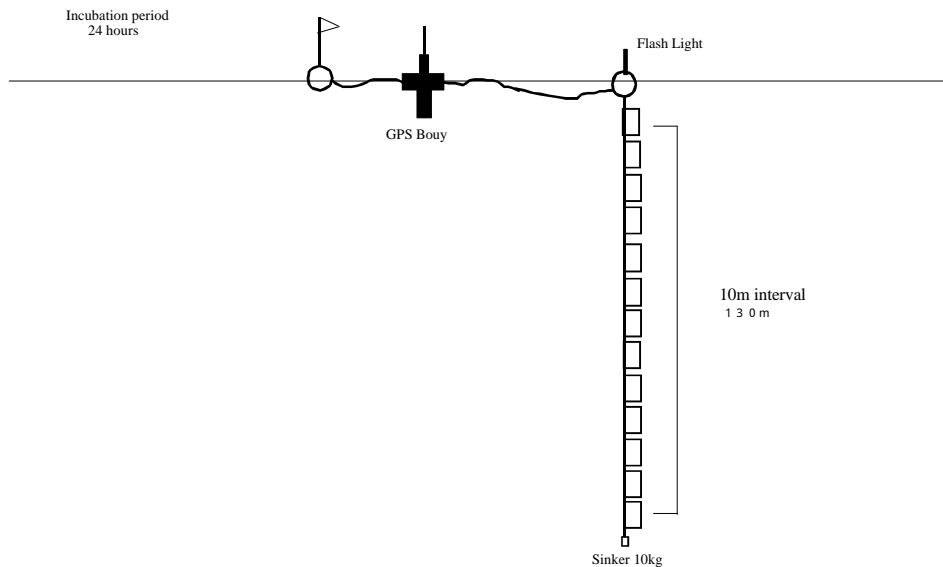 Incubation period
24 hours
Flash Light
GPS Bouy
10m interval
130m
Sinker 10kg